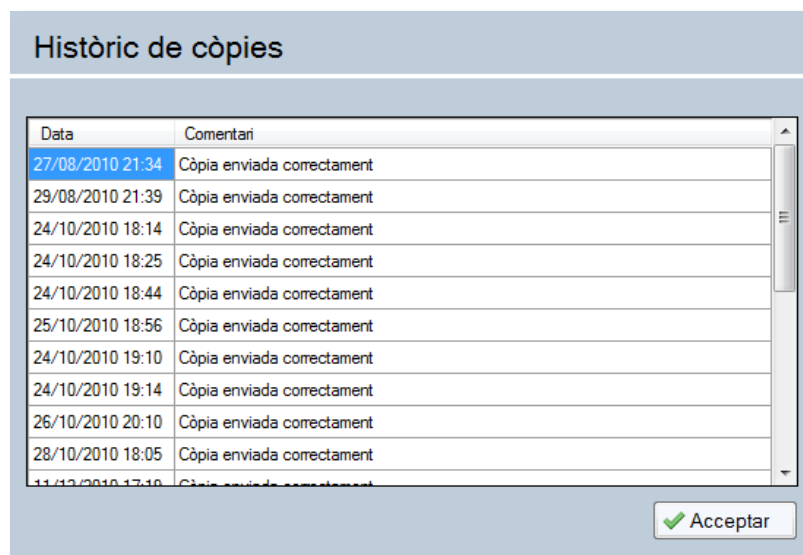 Històric de còpies
Data Comentari
27/08/2010 21:34 Còpia enviada correctament
29/08/2010 21:39 Còpia enviada correctament
24/10/2010 18:14 Còpia enviada correctament
24/10/2010 18:25 Còpia enviada correctament
24/10/2010 18:44 Còpia enviada correctament
25/10/2010 18:56 Còpia enviada correctament
24/10/2010 19:10 Còpia enviada correctament
24/10/2010 19:14 Còpia enviada correctament
26/10/2010 20:10 Còpia enviada correctament
28/10/2010 18:05 Còpia enviada correctament
Còpia enviada correctament
Acceptar